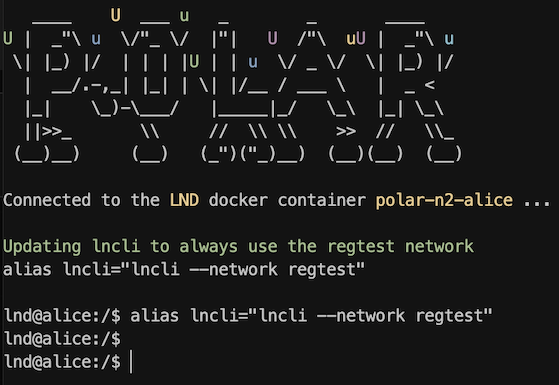 POLAR
Connected to the LND docker container polar-n2-alice ...
Updating lncli to always use the regtest network
alias lncli="lncli --network regtest"
lnd@alice:/$ alias lncli="lncli --network regtest"
lnd@alice:/$
lnd@alice:/$